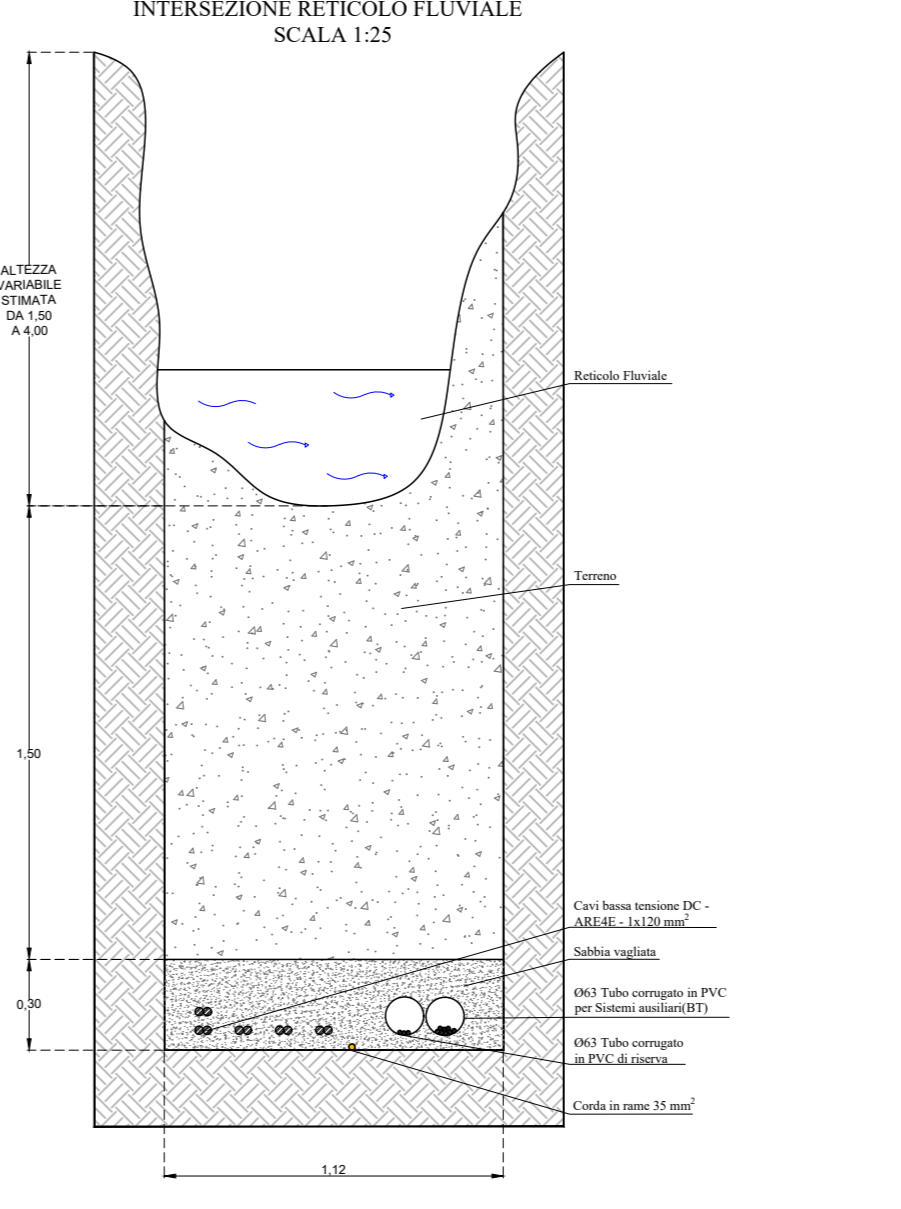 INTERSEZIONE RETICOLO FLUVIALE
SCALA 1:25
ALTEZZA
VARIABILE
STIMATA
DA 1,50
A 4,00
Reticolo Fluviale
Terreno
1,50
Cavi bassa tensione DC -
ARE4E - 1x120 mm²
Sabbia vagliata
0,30
Ø63 Tubo corrugato in PVC
per Sistemi ausiliari(BT)
Ø63 Tubo corrugato
in PVC di riserva
Corda in rame 35 mm²
1,12